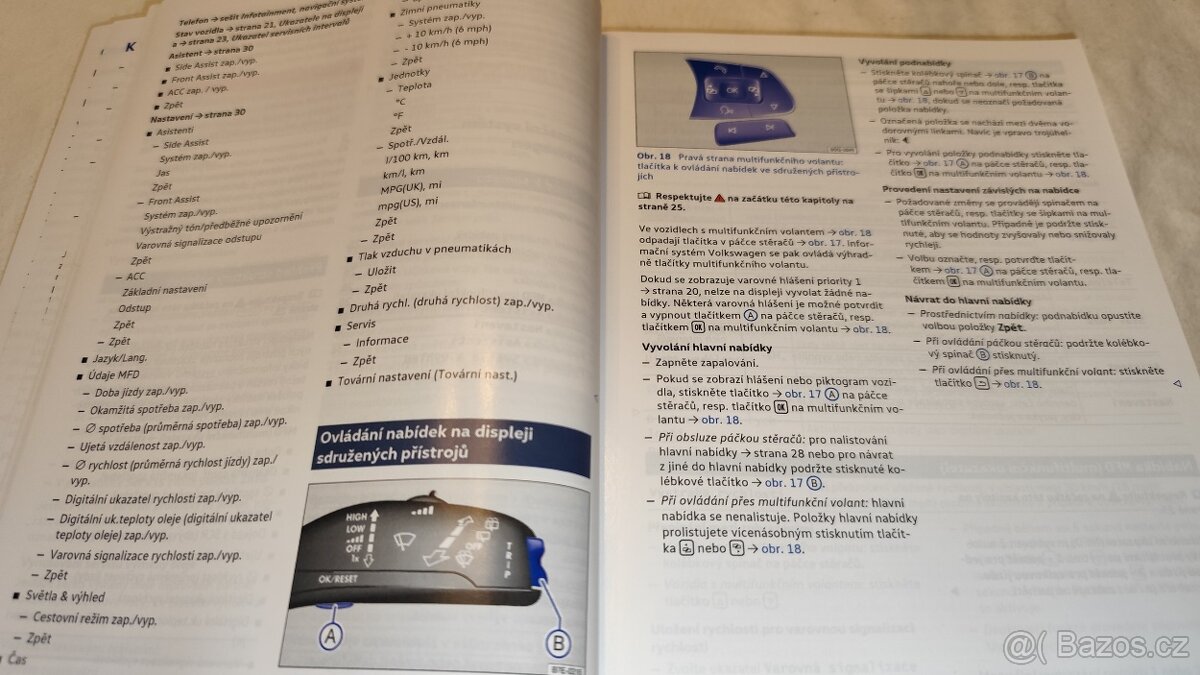 K
Telefon → sešit Infotainment, navigační
Stav vozidla → strana 21, Ukazatele na displeji
a → strana 23, Ukazatel servisních intervalů
Asistent → strana 30
■ Side Assist zap./vyp.
■ Front Assist zap./vyp.
■ ACC zap. / vyp.
■ Zpět
Nastavení → strana 30
■ Asistenti
– Side Assist
Systém zap./vyp.
Jas
Zpět
– Front Assist
Systém zap./vyp.
Výstražný tón/předběžné upozornění
Varovná signalizace odstupu
Zpět
– ACC
Základní nastavení
Odstup
Zpět
– Zpět
■ Jazyk/Lang.
■ Údaje MFD
– Doba jízdy zap./vyp.
– Okamžitá spotřeba zap./vyp.
– ∅ spotřeba (průměrná spotřeba) zap./vyp.
– Ujetá vzdálenost zap./vyp.
– ∅ rychlost (průměrná rychlost jízdy) zap./
vyp.
– Digitální ukazatel rychlosti zap./vyp.
– Digitální uk.teploty oleje (digitální ukazatel
teploty oleje) zap./vyp.
– Varovná signalizace rychlosti zap./vyp.
– Zpět
■ Světla & výhled
– Cestovní režim zap./vyp.
– Zpět
■ Čas
■ Zimní pneumatiky
– Systém zap./vyp.
– + 10 km/h (6 mph)
– - 10 km/h (6 mph)
– Zpět
■ Jednotky
– Teplota
°C
°F
Zpět
– Spotř./Vzdál.
l/100 km, km
km/l, km
MPG(UK), mi
mpg(US), mi
Zpět
– Zpět
■ Tlak vzduchu v pneumatikách
– Uložit
– Zpět
■ Druhá rychl. (druhá rychlost) zap./vyp.
■ Servis
– Informace
– Zpět
■ Tovární nastavení (Tovární nast.)
Ovládání nabídek na displeji
sdružených přístrojů
HIGH
LOW
OFF
1x
OK/RESET
TRIP
A
B
OK
Obr. 18 Pravá strana multifunkčního volantu:
tlačítka k ovládání nabídek ve sdružených přístro-
jích
Respektujte na začátku této kapitoly na
straně 25.
Ve vozidlech s multifunkčním volantem → obr. 18
odpadají tlačítka v páčce stěračů → obr. 17. Infor-
mační systém Volkswagen se pak ovládá výhrad-
ně tlačítky multifunkčního volantu.
Dokud se zobrazuje varovné hlášení priority 1
→ strana 20, nelze na displeji vyvolat žádné na-
bídky. Některá varovná hlášení je možné potvrdit
a vypnout tlačítkem (A) na páčce stěračů, resp.
tlačítkem OK na multifunkčním volantu → obr. 18.
Vyvolání hlavní nabídky
– Zapněte zapalování.
– Pokud se zobrazí hlášení nebo piktogram vozi-
dla, stiskněte tlačítko → obr. 17 (A) na páčce
stěračů, resp. tlačítko OK na multifunkčním vo-
lantu → obr. 18.
– Při obsluze páčkou stěračů: pro nalistování
hlavní nabídky → strana 28 nebo pro návrat
z jiné do hlavní nabídky podržte stisknuté ko-
lébkové tlačítko → obr. 17 (B).
– Při ovládání přes multifunkční volant: hlavní
nabídka se nenalistuje. Položky hlavní nabídky
prolistujete vícenásobným stisknutím tlačít-
ka nebo → obr. 18.
Vyvolání podnabídky
– Stiskněte kolébkový spínač → obr. 17 (B) na
páčce stěračů nahoře nebo dole, resp. tlačítka
se šipkami nebo na multifunkčním volan-
tu → obr. 18, dokud se neoznačí požadovaná
položka nabídky.
– Označená položka se nachází mezi dvěma vo-
dorovnými linkami. Navíc je vpravo trojúhel-
ník: ◀
– Pro vyvolání položky podnabídky stiskněte tla-
čítko → obr. 17 (A) na páčce stěračů, resp. tla-
čítko OK na multifunkčním volantu → obr. 18.
Provedení nastavení závislých na nabídce
– Požadované změny se provádějí spínačem na
páčce stěračů, resp. tlačítky se šipkami na mul-
tifunkčním volantu. Případně je podržte stisk-
nuté, aby se hodnoty zvyšovaly nebo snižovaly
rychleji.
– Volbu označte, resp. potvrďte tlačít-
kem → obr. 17 (A) na páčce stěračů, resp. tla-
čítkem OK na multifunkčním volantu.
Návrat do hlavní nabídky
– Prostřednictvím nabídky: podnabídku opustíte
volbou položky Zpět.
– Při ovládání páčkou stěračů: podržte kolébko-
vý spínač (B) stisknutý.
– Při ovládání přes multifunkční volant: stiskněte
tlačítko → obr. 18.
Bazos.cz